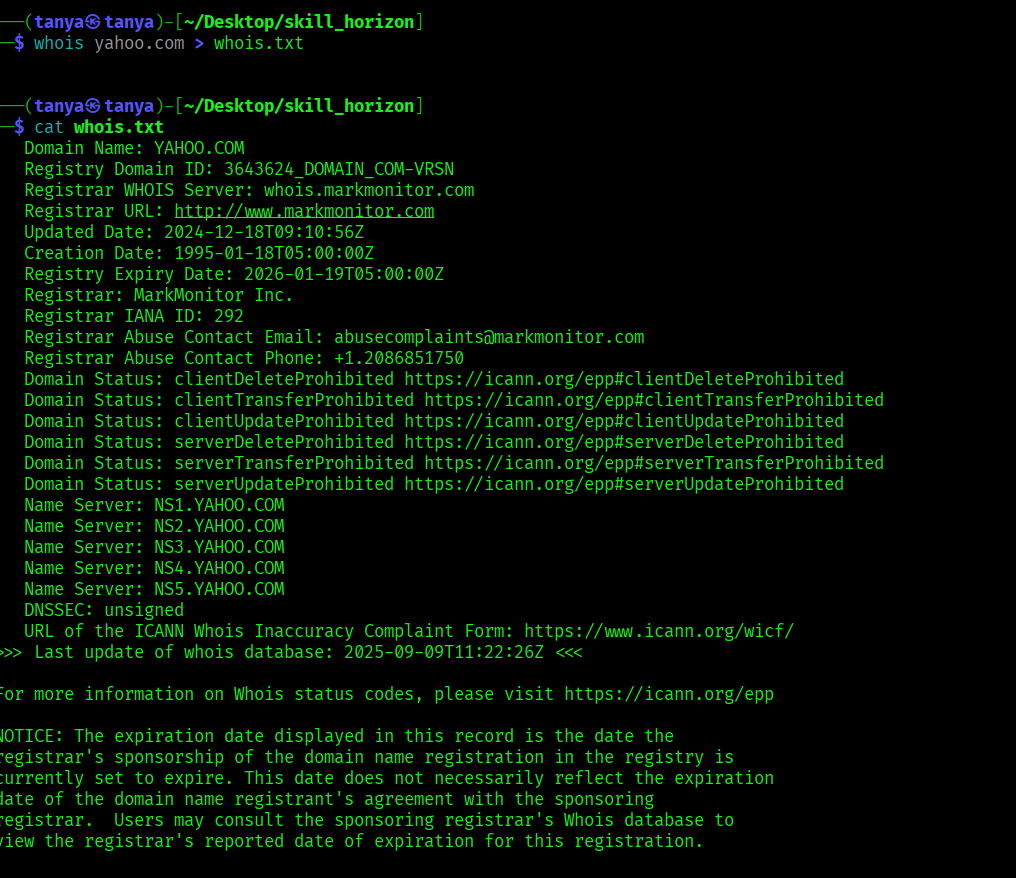 ──(tanya㉿tanya)-[~/Desktop/skill_horizon]
─$ whois yahoo.com > whois.txt
──(tanya㉿tanya)-[~/Desktop/skill_horizon]
─$ cat whois.txt
Domain Name: YAHOO.COM
Registry Domain ID: 3643624_DOMAIN_COM-VRSN
Registrar WHOIS Server: whois.markmonitor.com
Registrar URL: http://www.markmonitor.com
Updated Date: 2024-12-18T09:10:56Z
Creation Date: 1995-01-18T05:00:00Z
Registry Expiry Date: 2026-01-19T05:00:00Z
Registrar: MarkMonitor Inc.
Registrar IANA ID: 292
Registrar Abuse Contact Email: abusecomplaints@markmonitor.com
Registrar Abuse Contact Phone: +1.2086851750
Domain Status: clientDeleteProhibited https://icann.org/epp#clientDeleteProhibited
Domain Status: clientTransferProhibited https://icann.org/epp#clientTransferProhibited
Domain Status: clientUpdateProhibited https://icann.org/epp#clientUpdateProhibited
Domain Status: serverDeleteProhibited https://icann.org/epp#serverDeleteProhibited
Domain Status: serverTransferProhibited https://icann.org/epp#serverTransferProhibited
Domain Status: serverUpdateProhibited https://icann.org/epp#serverUpdateProhibited
Name Server: NS1.YAHOO.COM
Name Server: NS2.YAHOO.COM
Name Server: NS3.YAHOO.COM
Name Server: NS4.YAHOO.COM
Name Server: NS5.YAHOO.COM
DNSSEC: unsigned
URL of the ICANN Whois Inaccuracy Complaint Form: https://www.icann.org/wicf/
>>> Last update of whois database: 2025-09-09T11:22:26Z <<<
For more information on Whois status codes, please visit https://icann.org/epp
NOTICE: The expiration date displayed in this record is the date the
registrar's sponsorship of the domain name registration in the registry is
currently set to expire. This date does not necessarily reflect the expiration
date of the domain name registrant's agreement with the sponsoring
registrar.  Users may consult the sponsoring registrar's Whois database to
view the registrar's reported date of expiration for this registration.